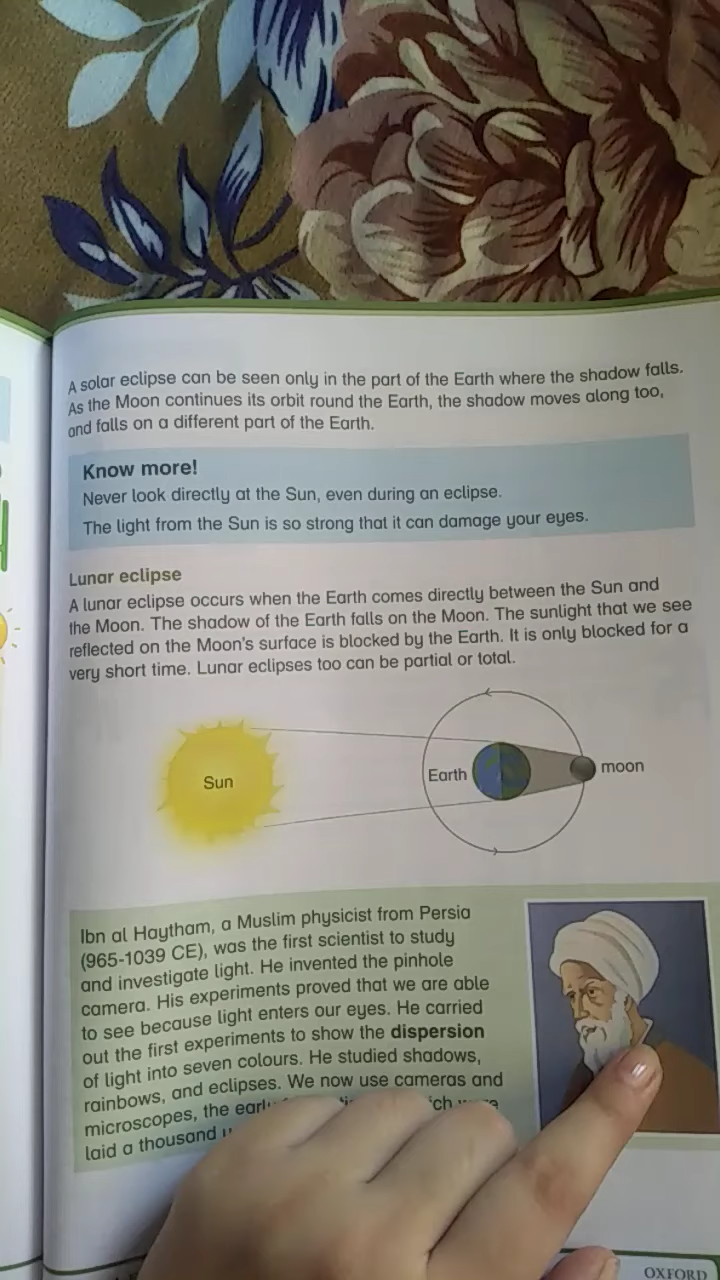 A solar eclipse can be seen only in the part of the Earth where the shadow falls.
As the Moon continues its orbit round the Earth, the shadow moves along too,
and falls on a different part of the Earth.
Know more!
Never look directly at the Sun, even during an eclipse.
The light from the Sun is so strong that it can damage your eyes.
Lunar eclipse
A lunar eclipse occurs when the Earth comes directly between the Sun and
the Moon. The shadow of the Earth falls on the Moon. The sunlight that we see
reflected on the Moon's surface is blocked by the Earth. It is only blocked for a
very short time. Lunar eclipses too can be partial or total.
Sun
Earth
moon
Ibn al Haytham, a Muslim physicist from Persia
(965-1039 CE), was the first scientist to study
and investigate light. He invented the pinhole
camera. His experiments proved that we are able
to see because light enters our eyes. He carried
out the first experiments to show the dispersion
of light into seven colours. He studied shadows,
rainbows, and eclipses. We now use cameras and
microscopes, the
laid a thousand
OXFORD